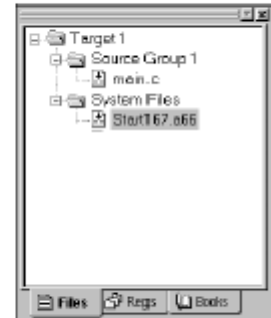 Target 1
Source Group 1
main.c
System Files
Start167.a66
Files Regs Books